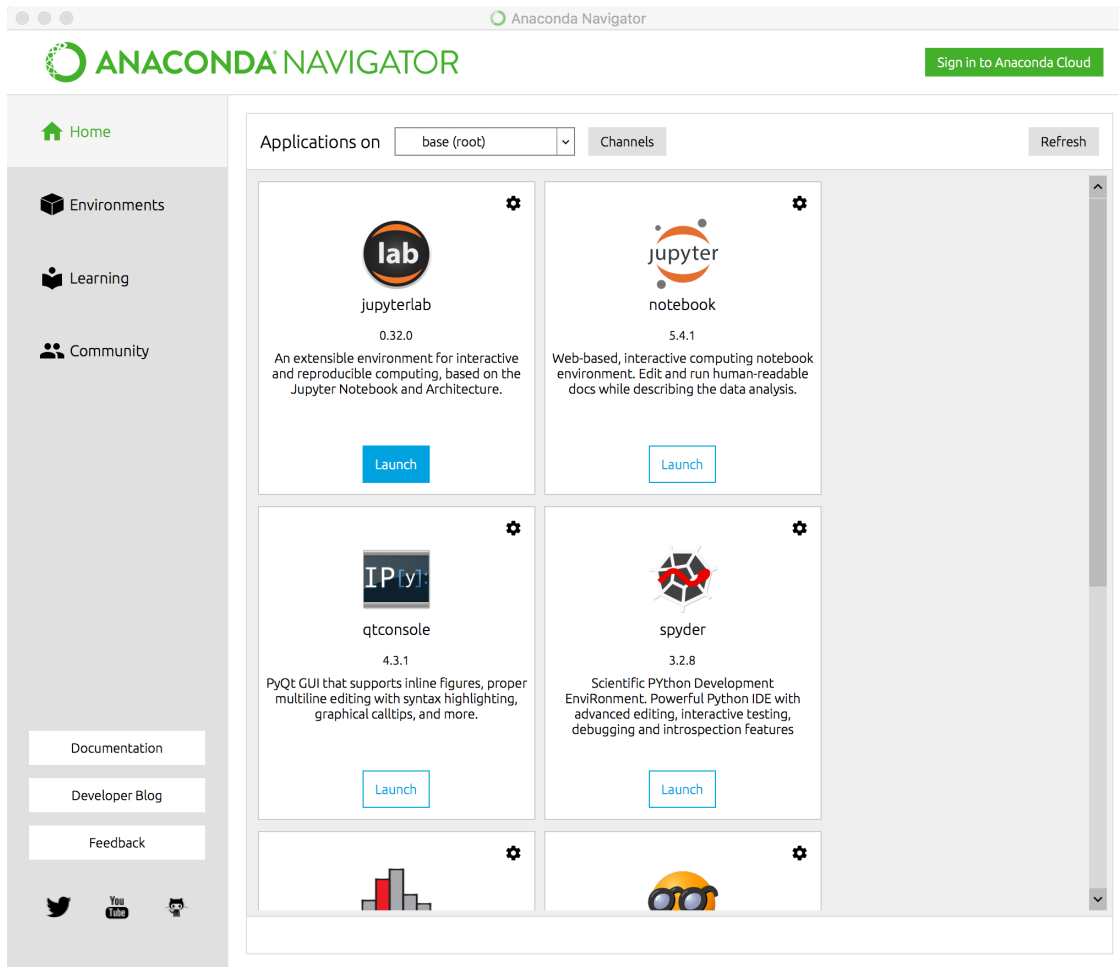 Anaconda Navigator
ANACONDA NAVIGATOR
Sign in to Anaconda Cloud
Home
Environments
Learning
Community
Documentation
Developer Blog
Feedback
You
Tube
Applications on
base (root)
Channels
Refresh
lab
jupyterlab
0.32.0
An extensible environment for interactive
and reproducible computing, based on the
Jupyter Notebook and Architecture.
Launch
jupyter
notebook
5.4.1
Web-based, interactive computing notebook
environment. Edit and run human-readable
docs while describing the data analysis.
Launch
IP[y]:
qtconsole
4.3.1
PyQt GUI that supports inline figures, proper
multiline editing with syntax highlighting,
graphical calltips, and more.
Launch
spyder
3.2.8
Scientific PYthon Development
EnviRonment. Powerful Python IDE with
advanced editing, interactive testing,
debugging and introspection features
Launch